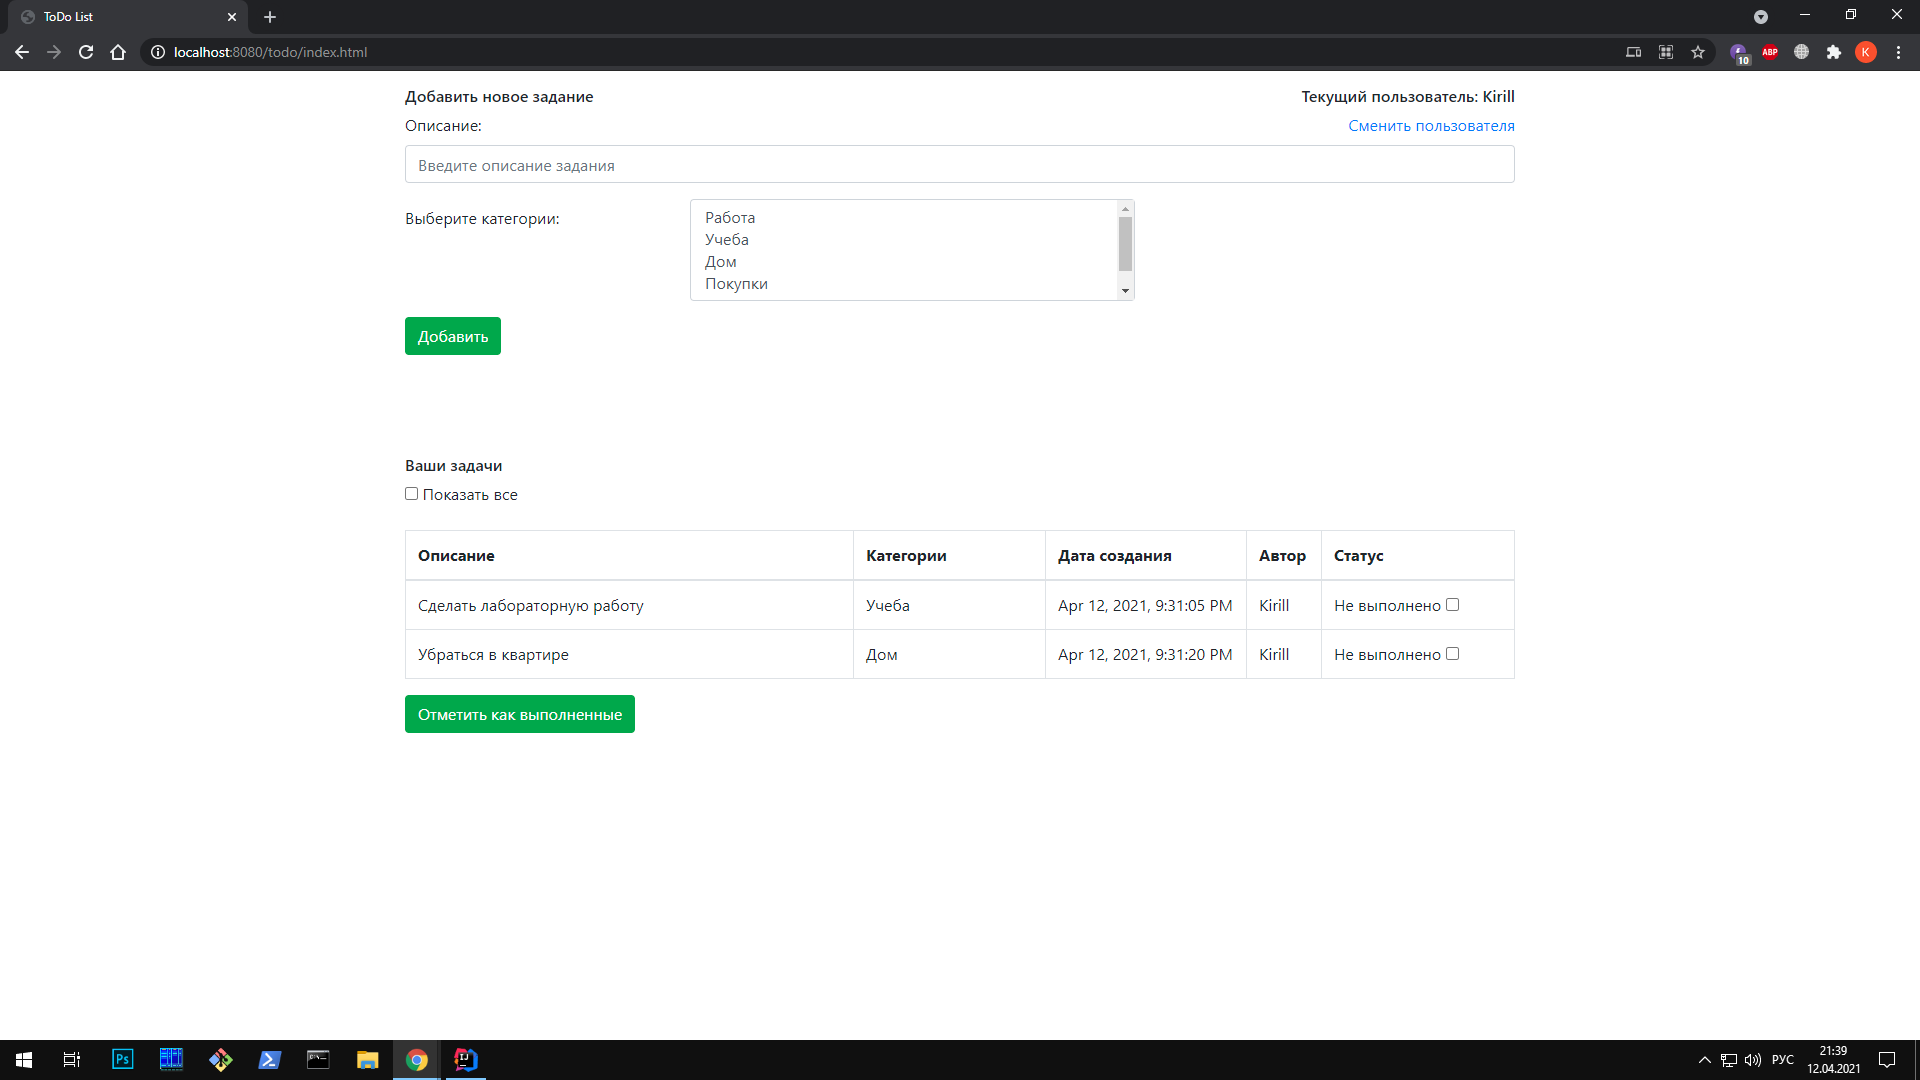 ToDo List
localhost:8080/todo/index.html
10
ABP
K
Добавить новое задание
Текущий пользователь: Kirill
Описание:
Сменить пользователя
Введите описание задания
Выберите категории:
Работа
Учеба
Дом
Покупки
Добавить
Ваши задачи
Показать все
Описание Категории Дата создания Автор Статус
Сделать лабораторную работу Учеба Apr 12, 2021, 9:31:05 PM Kirill Не выполнено
Убраться в квартире Дом Apr 12, 2021, 9:31:20 PM Kirill Не выполнено
Отметить как выполненные
Ps
IJ
РУС
21:39
12.04.2021